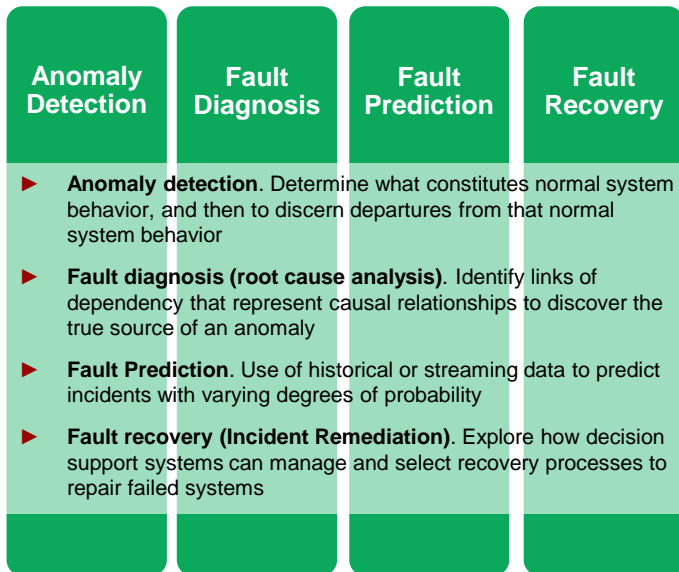 Anomaly
Detection
Fault
Diagnosis
Fault
Prediction
Fault
Recovery
► Anomaly detection. Determine what constitutes normal system
behavior, and then to discern departures from that normal
system behavior
► Fault diagnosis (root cause analysis). Identify links of
dependency that represent causal relationships to discover the
true source of an anomaly
► Fault Prediction. Use of historical or streaming data to predict
incidents with varying degrees of probability
► Fault recovery (Incident Remediation). Explore how decision
support systems can manage and select recovery processes to
repair failed systems